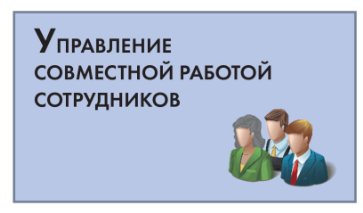 Управление
совместной работой
сотрудников